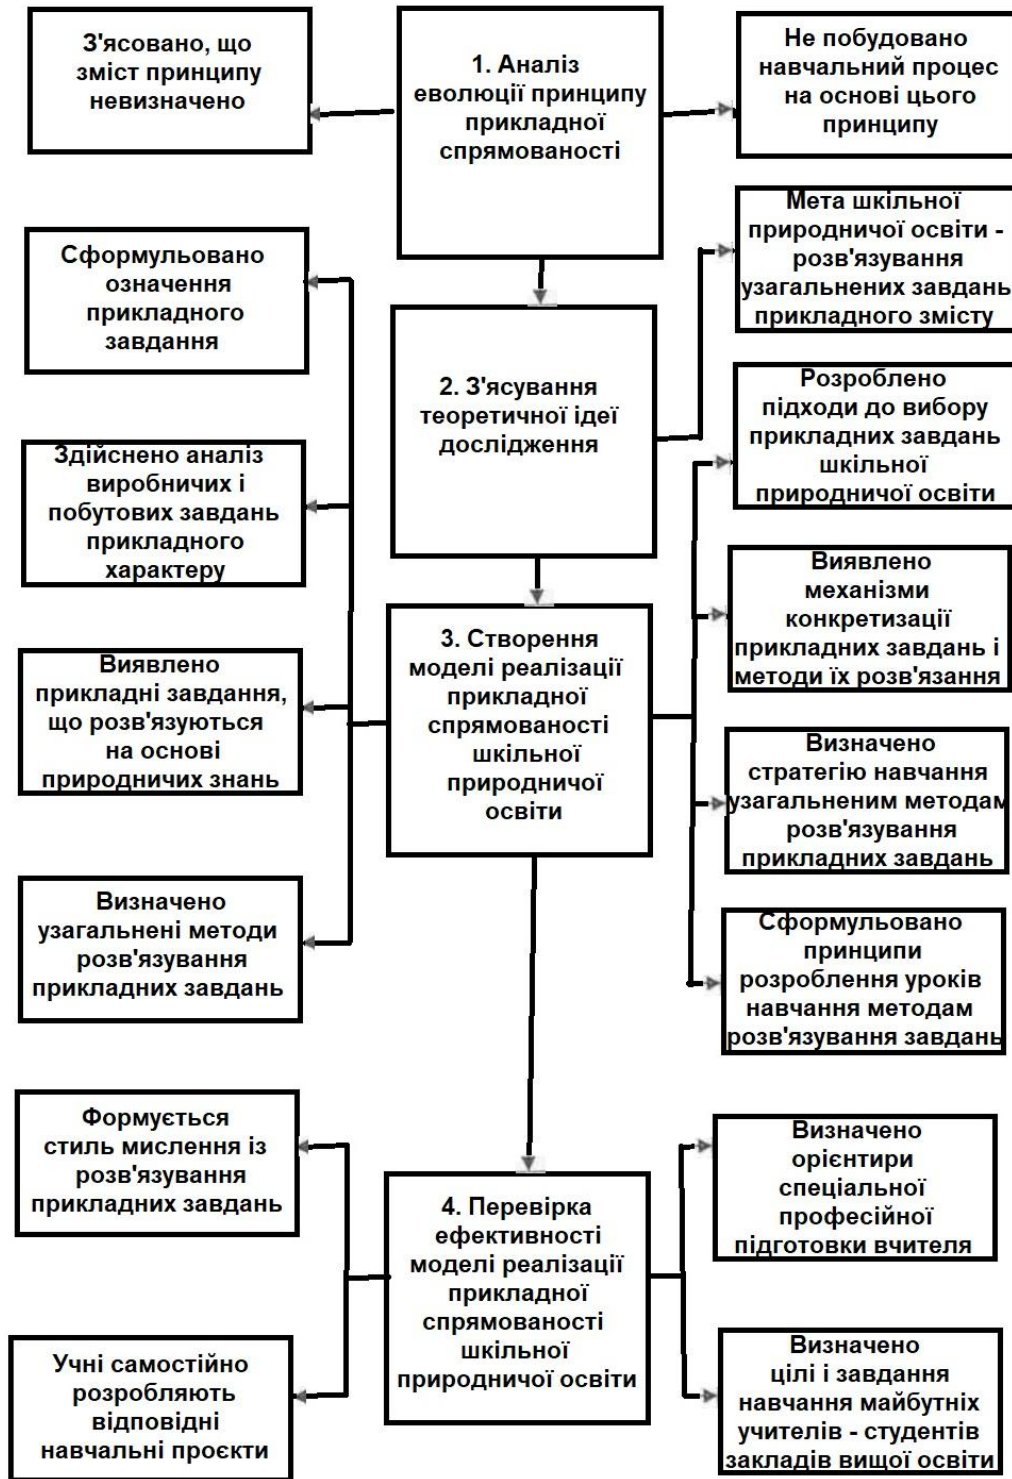 З'ясовано, що
зміст принципу
невизначено
1. Аналіз
еволюції принципу
прикладної
спрямованості
Не побудовано
навчальний процес
на основі цього
принципу
Мета шкільної
природничої освіти -
розв'язування
узагальнених завдань
прикладного змісту
Сформульовано
означення
прикладного
завдання
2. З'ясування
теоретичної ідеї
дослідження
Розроблено
підходи до вибору
прикладних завдань
шкільної
природничої освіти
Здійснено аналіз
виробничих і
побутових завдань
прикладного
характеру
Виявлено
механізми
конкретизації
прикладних завдань і
методи їх розв'язання
Виявлено
прикладні завдання,
що розв'язуються
на основі
природничих знань
3. Створення
моделі реалізації
прикладної
спрямованості
шкільної
природничої
освіти
Визначено
стратегію навчання
узагальненим методам
розв'язування
прикладних завдань
Визначено
узагальнені методи
розв'язування
прикладних завдань
Сформульовано
принципи
розроблення уроків
навчання методам
розв'язування завдань
Формується
стиль мислення із
розв'язування
прикладних завдань
4. Перевірка
ефективності
моделі реалізації
прикладної
спрямованості
шкільної
природничої освіти
Визначено
орієнтири
спеціальної
професійної
підготовки вчителя
Учні самостійно
розробляють
відповідні
навчальні проєкти
Визначено
цілі і завдання
навчання майбутніх
учителів - студентів
закладів вищої освіти